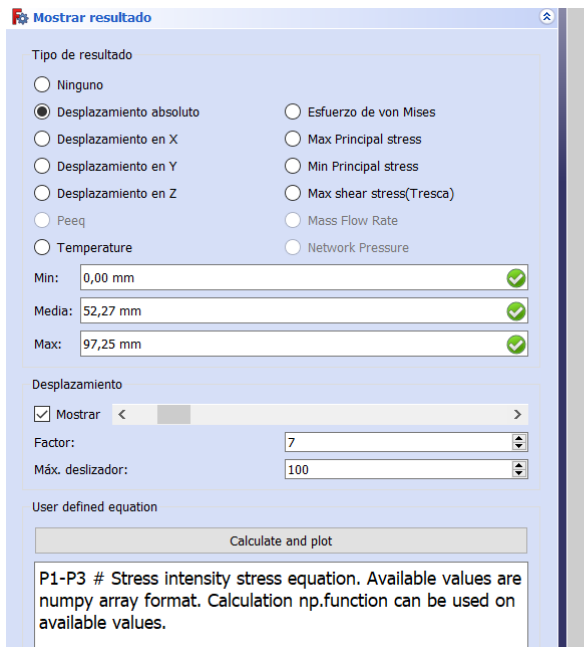 Mostrar resultado
Tipo de resultado
Ninguno
Desplazamiento absoluto
Esfuerzo de von Mises
Desplazamiento en X
Max Principal stress
Desplazamiento en Y
Min Principal stress
Desplazamiento en Z
Max shear stress(Tresca)
Peeq
Mass Flow Rate
Temperature
Network Pressure
Min: 0,00 mm
Media: 52,27 mm
Max: 97,25 mm
Desplazamiento
Mostrar
Factor: 7
Máx. deslizador: 100
User defined equation
Calculate and plot
P1-P3 # Stress intensity stress equation. Available values are
numpy array format. Calculation np.function can be used on
available values.